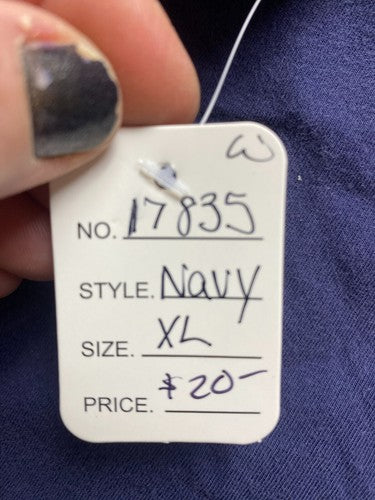 W
NO. 17835
STYLE. Navy
SIZE. XL
PRICE. $20-